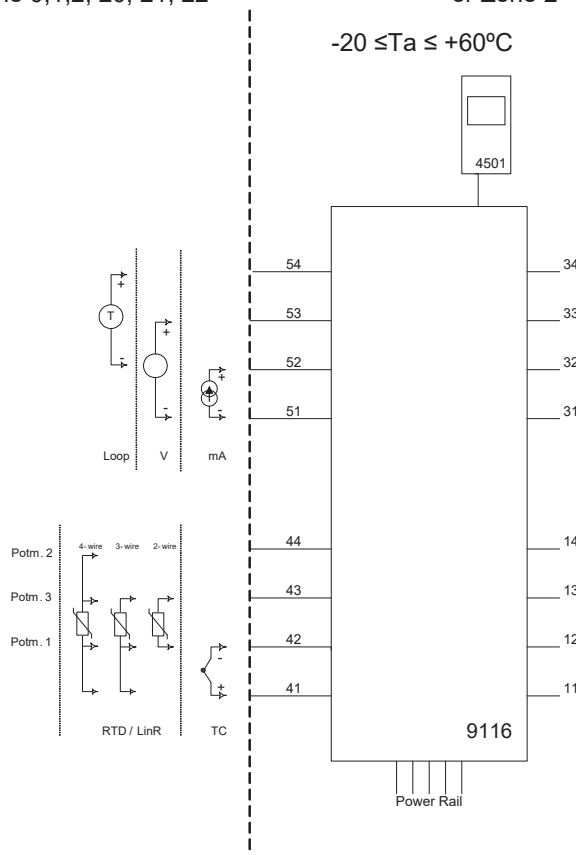 -20 ≤Ta ≤ +60ºC
4501
54
34
+
T
53
33
+
-
52
32
+
51
31
-
-
Loop
V
mA
44
14
Potm. 2
4- wire
3- wire
2- wire
43
13
Potm. 3
42
12
Potm. 1
-
+
41
11
RTD / LinR
TC
9116
Power Rail